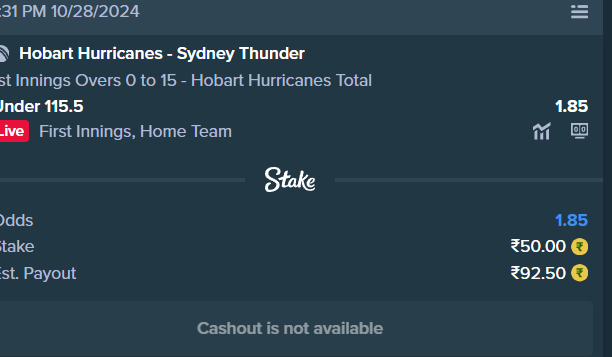 :31 PM 10/28/2024
Hobart Hurricanes - Sydney Thunder
st Innings Overs 0 to 15 - Hobart Hurricanes Total
Under 115.5 1.85
Live First Innings, Home Team
Stake
Odds 1.85
Stake ₹50.00
Est. Payout ₹92.50
Cashout is not available